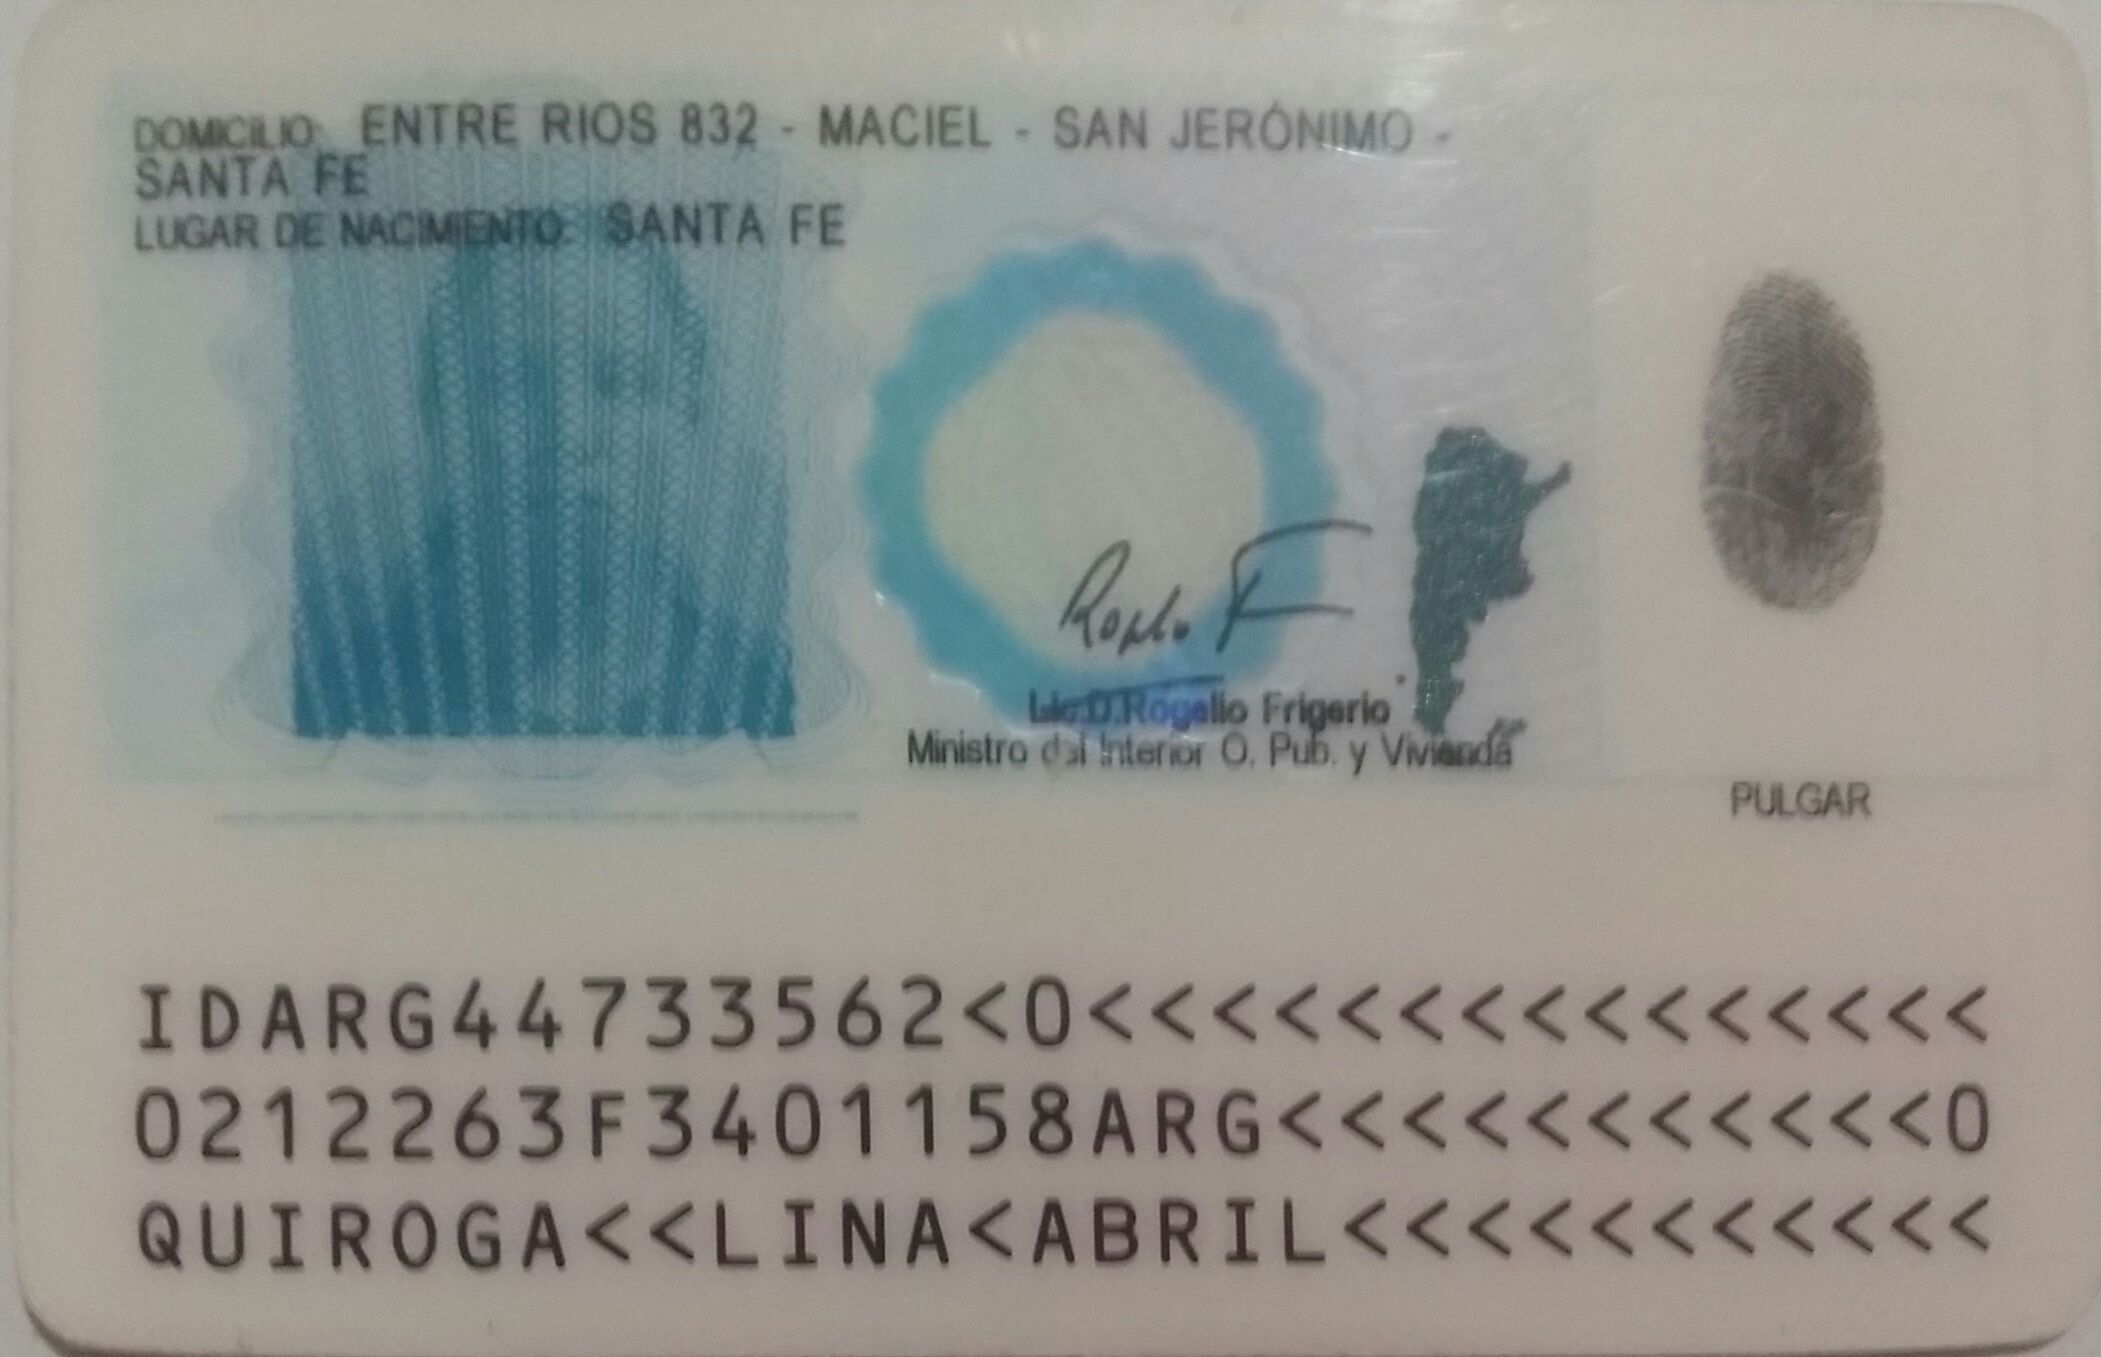 DOMICILIO: ENTRE RIOS 832 - MACIEL - SAN JERÓNIMO -
SANTA FE
LUGAR DE NACIMIENTO: SANTA FE
Lic.D.Rogelio Frigerio
Ministro del Interior O. Pub. y Vivienda
PULGAR
IDARG44733562<0<<<<<<<<<<<<<<<
0212263F3401158ARG<<<<<<<<<<<0
QUIROGA<<LINA<ABRIL<<<<<<<<<<<